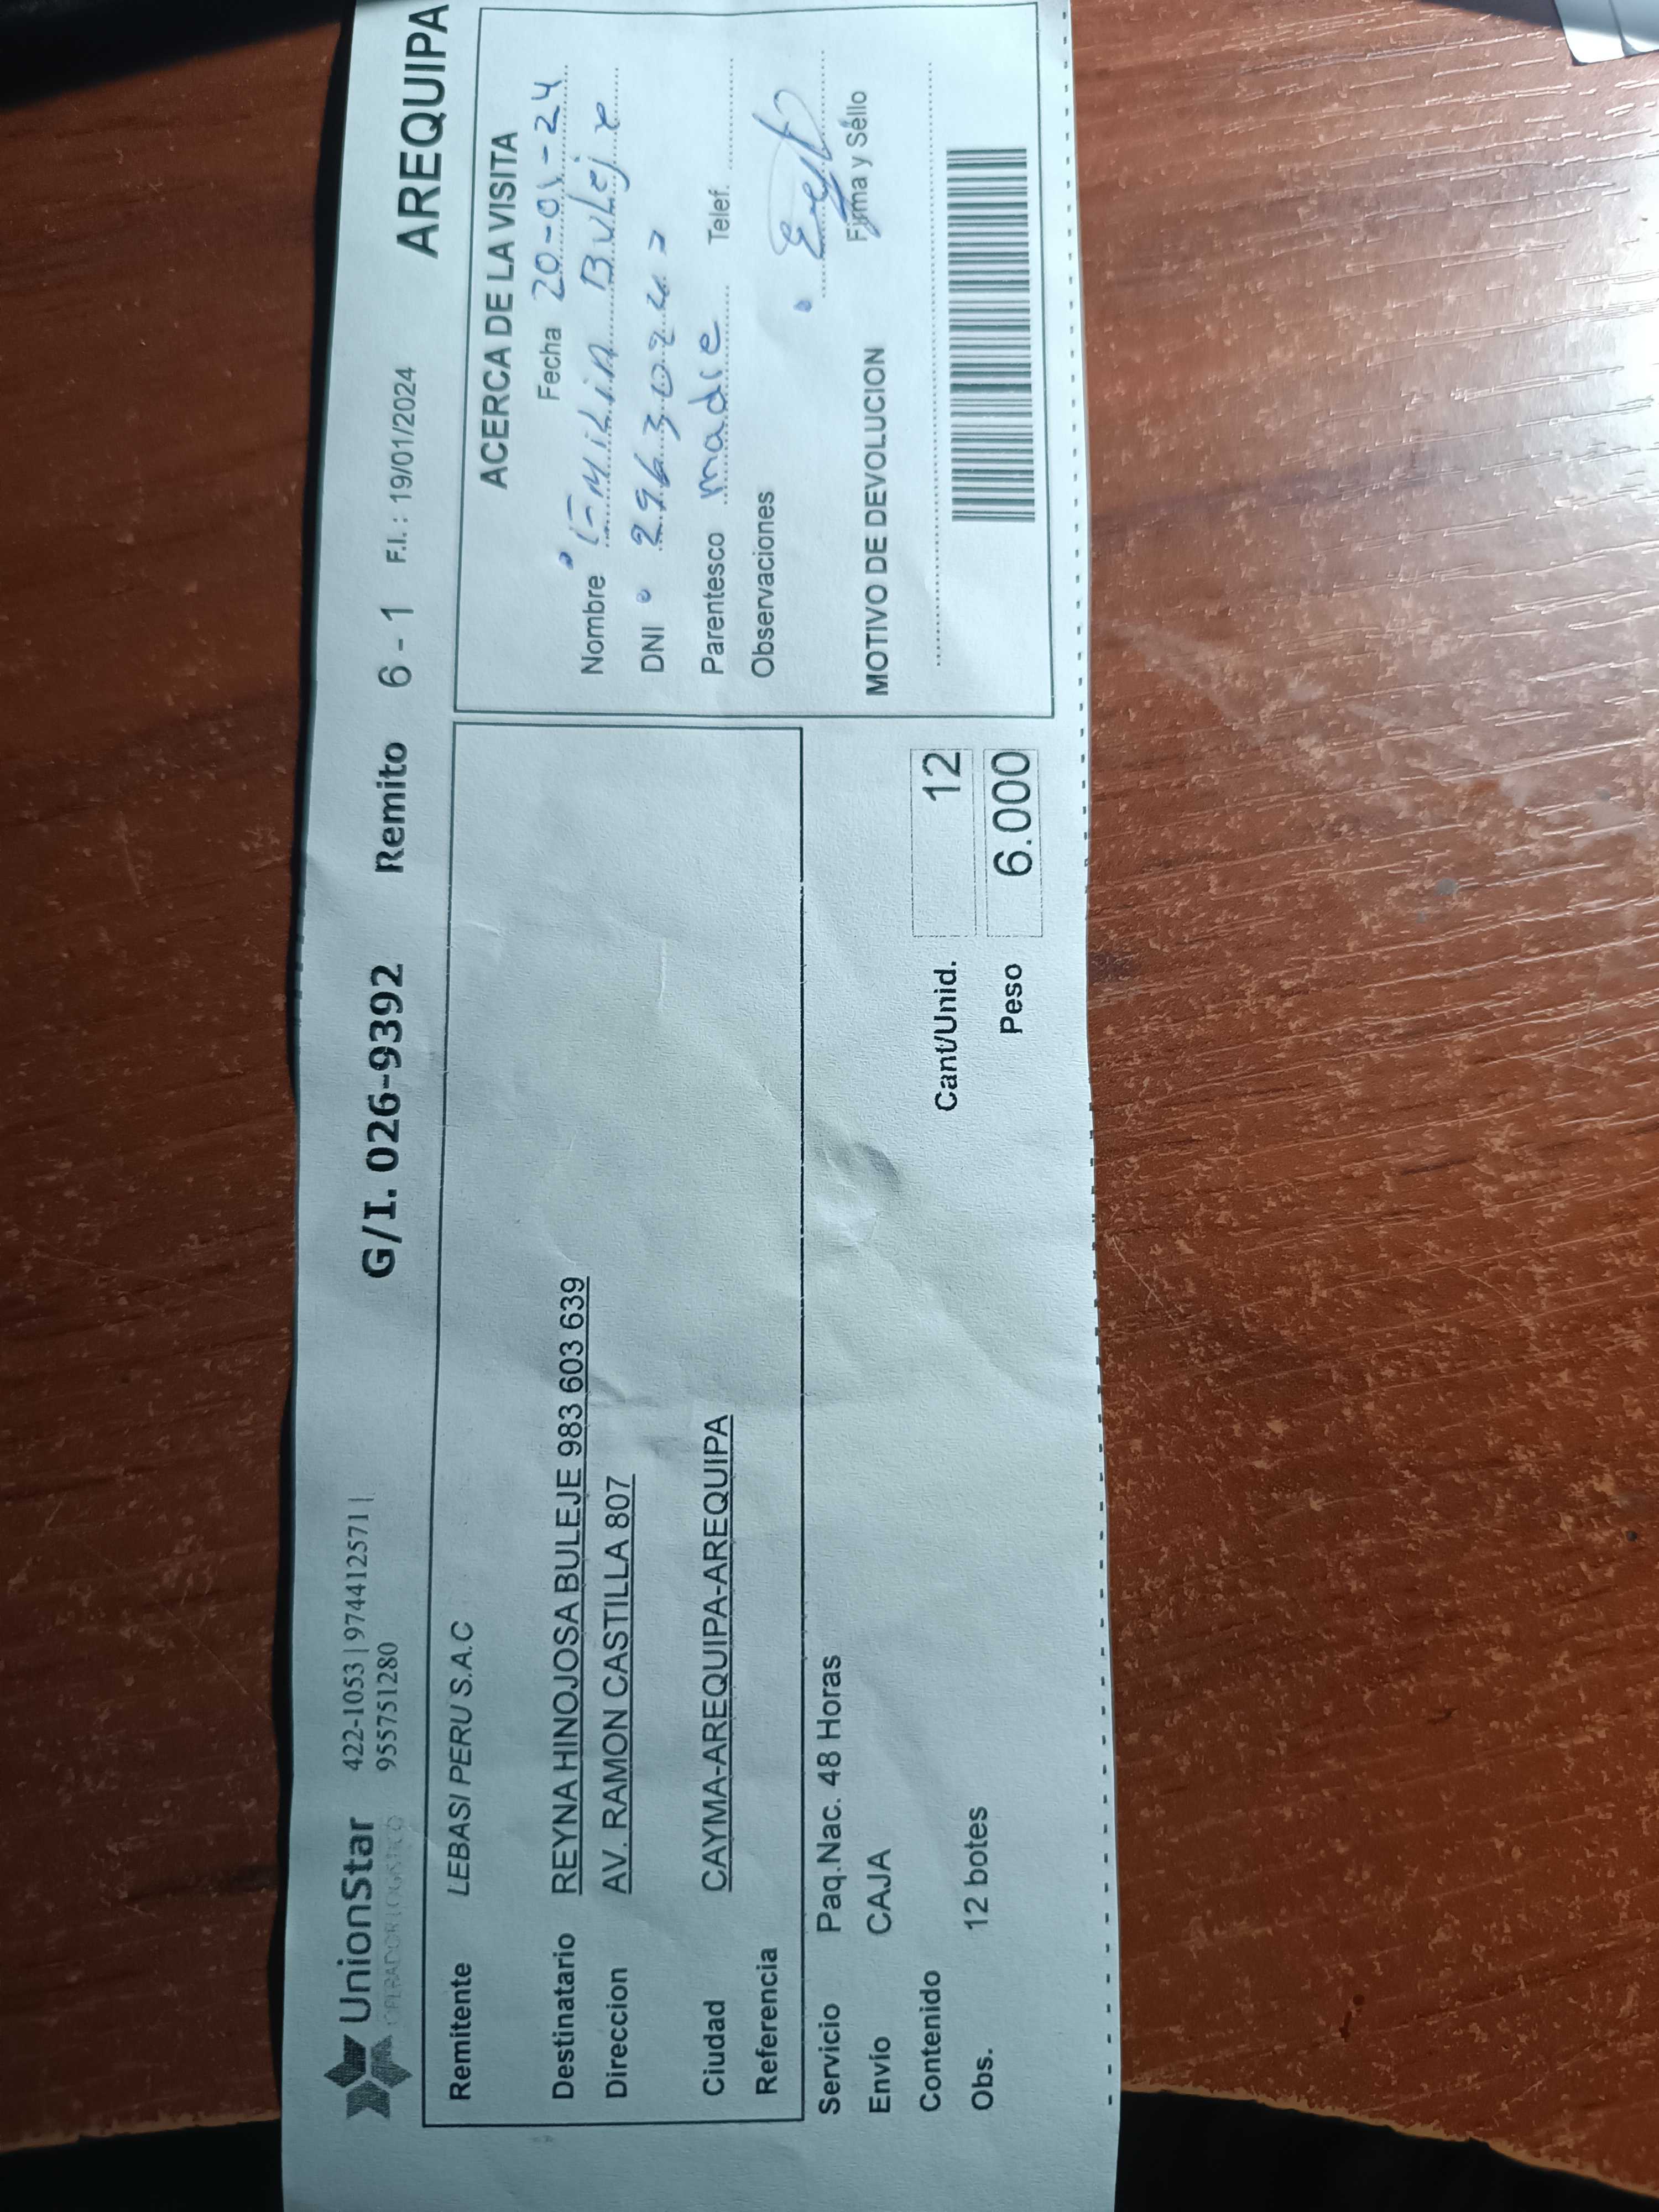 UnionStar 422-1053 | 974412571 |
OPERADOR LOGISTICO 955751280
G/I. 026-9392 Remito 6 - 1 F.I.: 19/01/2024 AREQUIPA
Remitente LEBASI PERU S.A.C
Destinatario REYNA HINOJOSA BULEJE 983 603 639
Direccion AV. RAMON CASTILLA 807
Ciudad CAYMA-AREQUIPA-AREQUIPA
Referencia
Servicio Paq.Nac. 48 Horas
Envío CAJA
Contenido
Obs. 12 botes
Cant/Unid. 12
Peso 6.000
ACERCA DE LA VISITA
Fecha 20-01-24
Nombre Emilia Buleje
DNI
Parentesco madre Telef.
Observaciones
Firma y Sello
MOTIVO DE DEVOLUCION